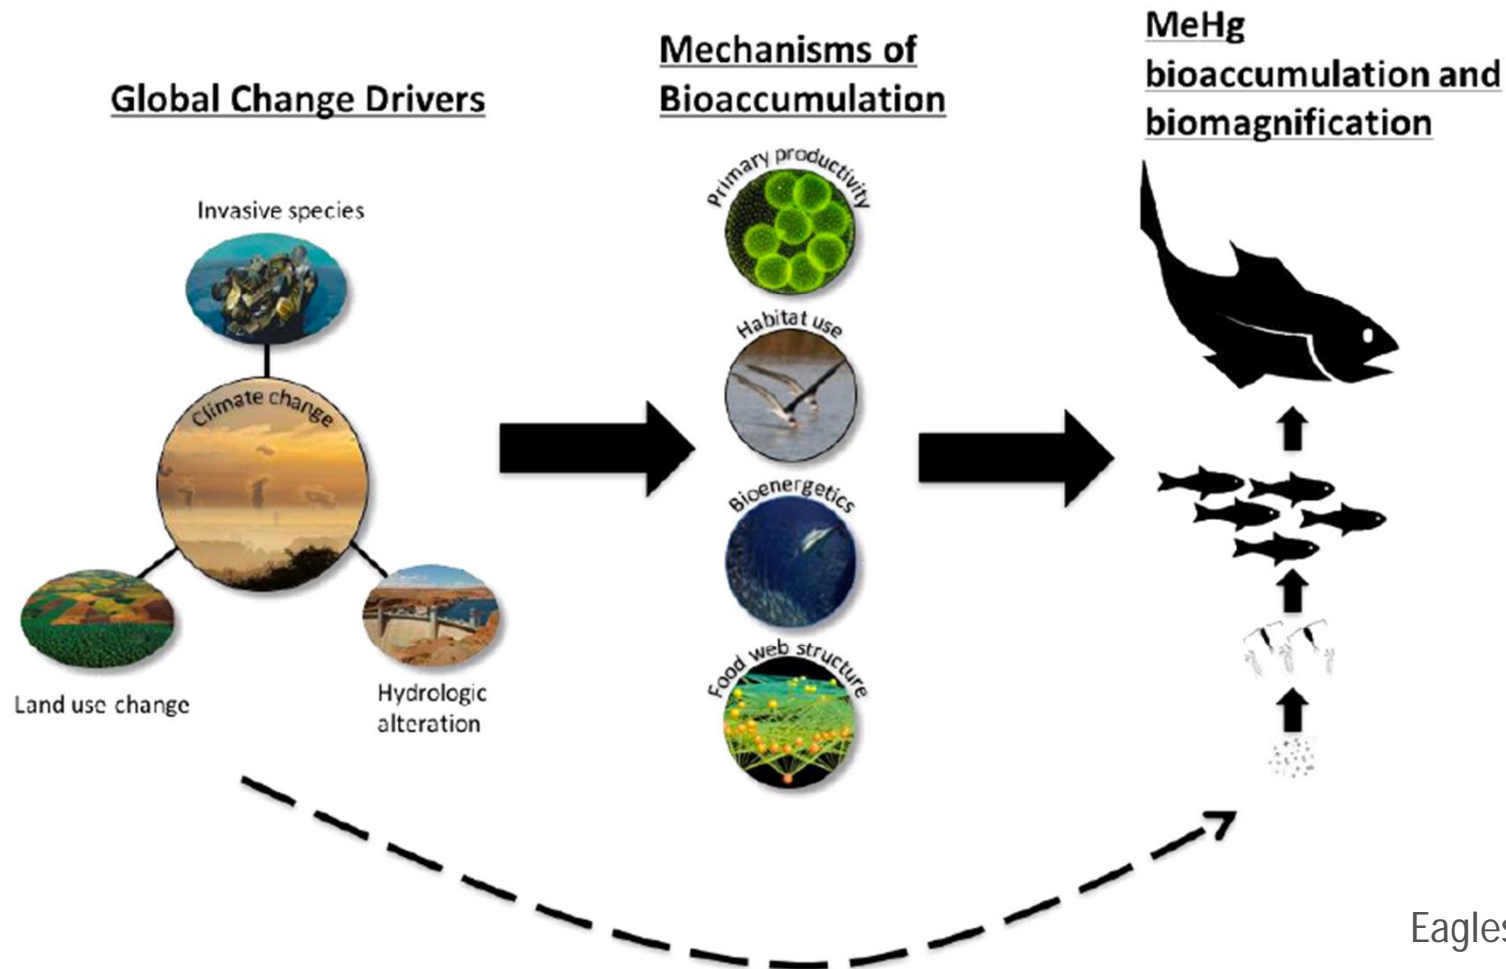 Global Change Drivers
Invasive species
Climate change
Land use change
Hydrologic
alteration
Mechanisms of
Bioaccumulation
Primary productivity
Habitat use
Bioenergetics
Food web structure
MeHg
bioaccumulation and
biomagnification
Eagles